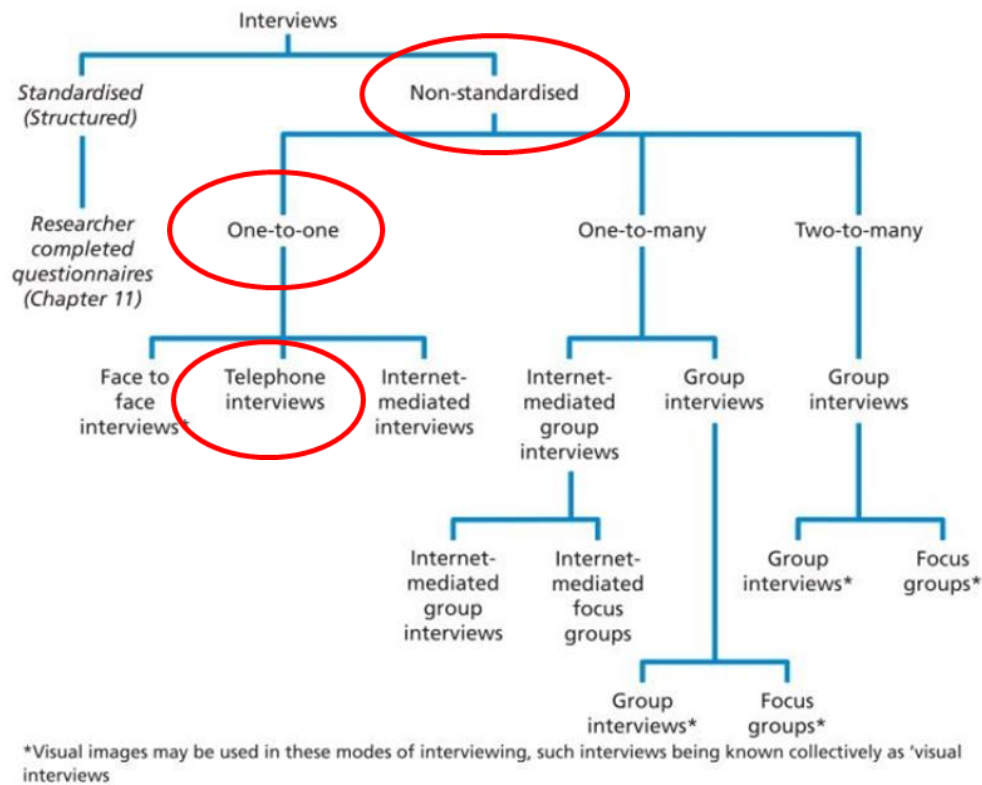 Interviews
Standardised
(Structured)
Non-standardised
Researcher
completed
questionnaires
(Chapter 11)
One-to-one
One-to-many
Two-to-many
Face to
face
interviews*
Telephone
interviews
Internet-
mediated
interviews
Internet-
mediated
group
interviews
Group
interviews
Group
interviews
Internet-
mediated
group
interviews
Internet-
mediated
focus
groups
Group
interviews*
Focus
groups*
Group
interviews*
Focus
groups*
*Visual images may be used in these modes of interviewing, such interviews being known collectively as ‘visual
interviews